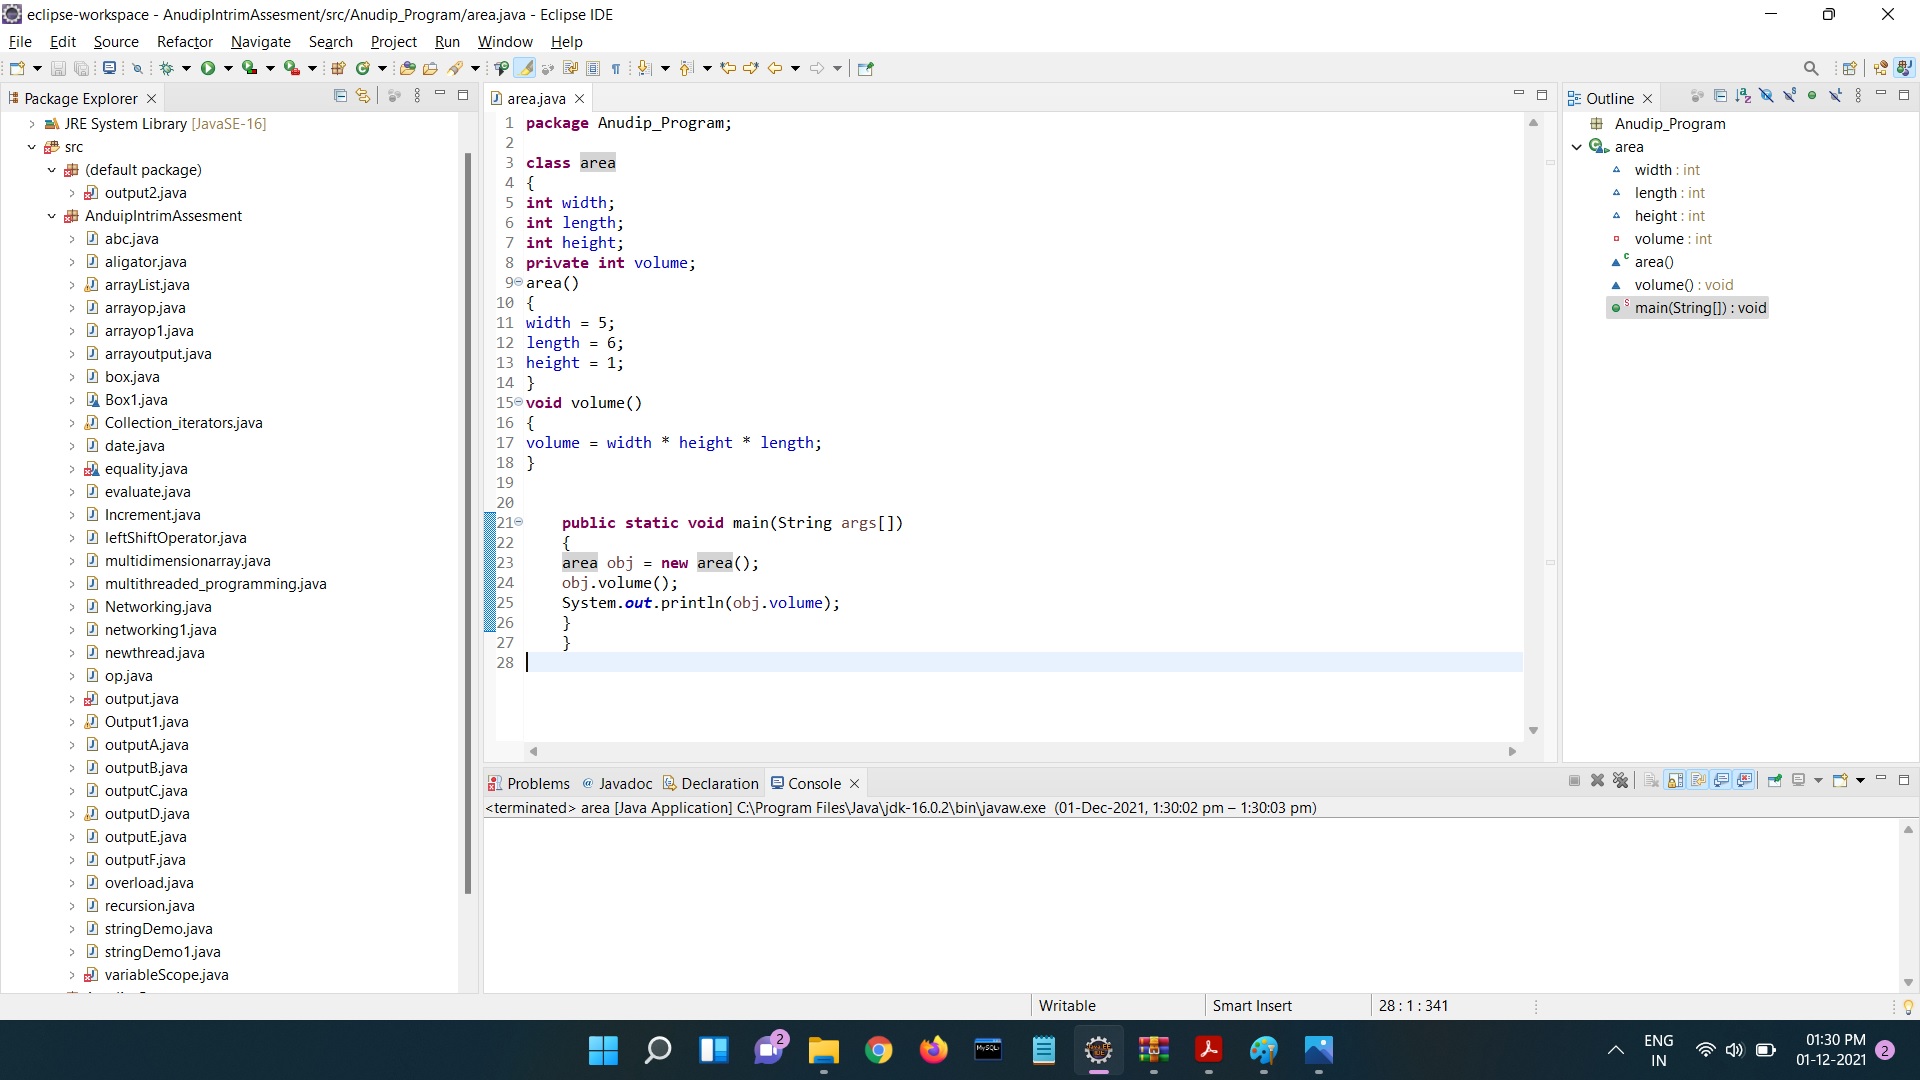 eclipse-workspace - AnudipIntrimAssesment/src/Anudip_Program/area.java - Eclipse IDE
File Edit Source Refactor Navigate Search Project Run Window Help
Package Explorer
JRE System Library [JavaSE-16]
src
(default package)
output2.java
AnduipIntrimAssesment
abc.java
aligator.java
arrayList.java
arrayop.java
arrayop1.java
arrayoutput.java
box.java
Box1.java
Collection_iterators.java
date.java
equality.java
evaluate.java
Increment.java
leftShiftOperator.java
multidimensionarray.java
multithreaded_programming.java
Networking.java
networking1.java
newthread.java
op.java
output.java
Output1.java
outputA.java
outputB.java
outputC.java
outputD.java
outputE.java
outputF.java
overload.java
recursion.java
stringDemo.java
stringDemo1.java
variableScope.java
area.java
1 package Anudip_Program;
2
3 class area
4 {
5 int width;
6 int length;
7 int height;
8 private int volume;
9 area()
10 {
11 width = 5;
12 length = 6;
13 height = 1;
14 }
15 void volume()
16 {
17 volume = width * height * length;
18 }
19
20
21 public static void main(String args[])
22 {
23 area obj = new area();
24 obj.volume();
25 System.out.println(obj.volume);
26 }
27 }
28
Outline
Anudip_Program
area
width : int
length : int
height : int
volume : int
area()
volume() : void
main(String[]) : void
Problems @ Javadoc Declaration Console
<terminated> area [Java Application] C:\Program Files\Java\jdk-16.0.2\bin\javaw.exe (01-Dec-2021, 1:30:02 pm – 1:30:03 pm)
Writable Smart Insert 28 : 1 : 341
2
MySQL
ENG
IN
01:30 PM
01-12-2021
2